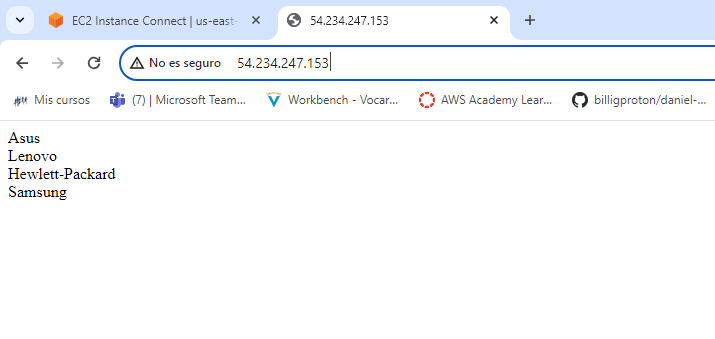 EC2 Instance Connect | us-east-
54.234.247.153
No es seguro 54.234.247.153
Mis cursos (7) | Microsoft Team... Workbench - Vocar... AWS Academy Lear... billigproton/daniel-...
Asus
Lenovo
Hewlett-Packard
Samsung